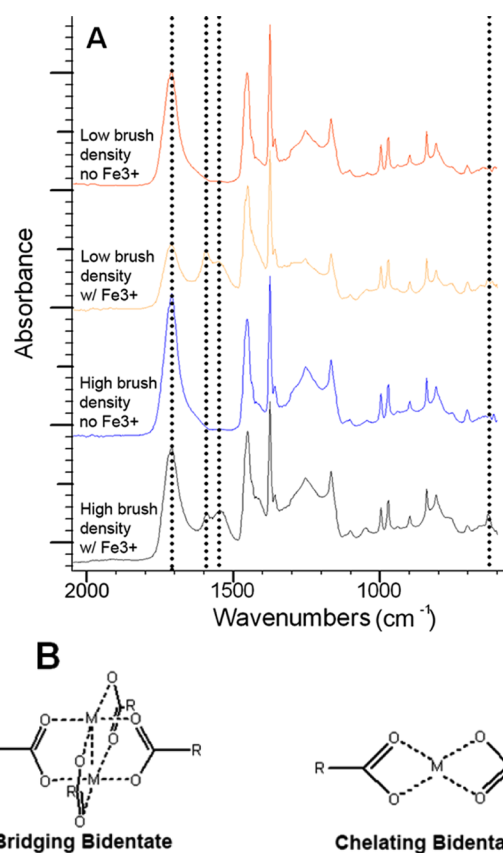 A
Low brush
density
no Fe3+
Low brush
density
w/ Fe3+
High brush
density
no Fe3+
High brush
density
w/ Fe3+
Absorbance
2000 1500 1000
Wavenumbers (cm⁻¹)
B
O O R
O M O
R
O R O
O M O
O
R O O
M
O O
Bridging Bidentate
Chelating Bidenta